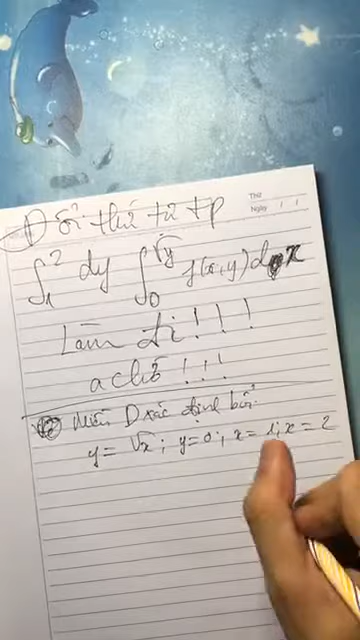 Thứ
Ngày / /
① Đổi thứ tự tp
∫₁² dy ∫₀^√y f(x,y)dx
Làm đi!!!
a chờ!!!
② Miền D xác định bởi:
y = √x; y=0; x=1; x=2